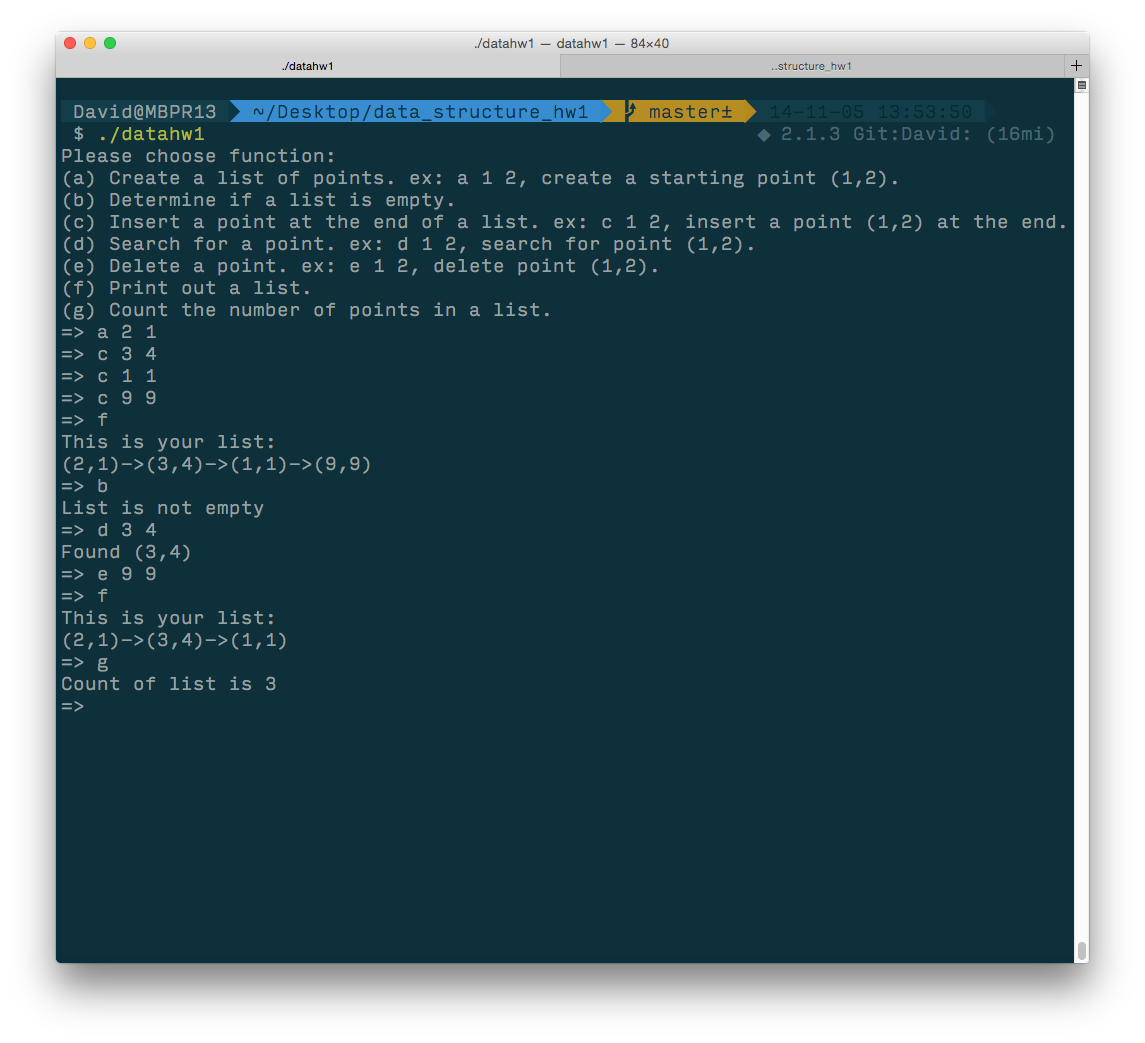 ./datahw1 — datahw1 — 84×40
./datahw1
..structure_hw1
+
David@MBPR13 ~/Desktop/data_structure_hw1 master± 14-11-05 13:53:50
$ ./datahw1 ◆ 2.1.3 Git:David: (16mi)
Please choose function:
(a) Create a list of points. ex: a 1 2, create a starting point (1,2).
(b) Determine if a list is empty.
(c) Insert a point at the end of a list. ex: c 1 2, insert a point (1,2) at the end.
(d) Search for a point. ex: d 1 2, search for point (1,2).
(e) Delete a point. ex: e 1 2, delete point (1,2).
(f) Print out a list.
(g) Count the number of points in a list.
=> a 2 1
=> c 3 4
=> c 1 1
=> c 9 9
=> f
This is your list:
(2,1)->(3,4)->(1,1)->(9,9)
=> b
List is not empty
=> d 3 4
Found (3,4)
=> e 9 9
=> f
This is your list:
(2,1)->(3,4)->(1,1)
=> g
Count of list is 3
=>